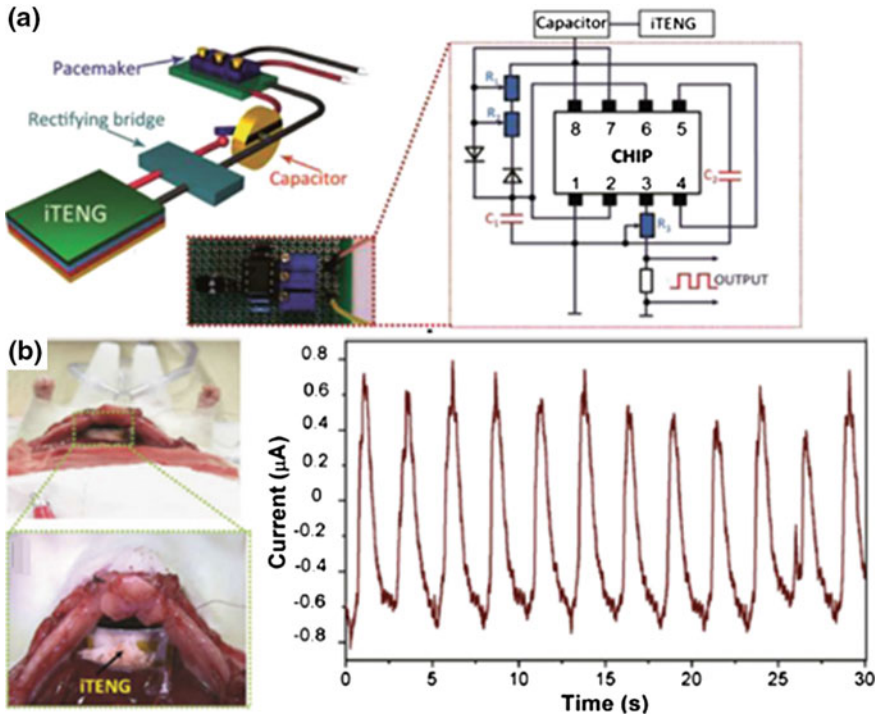 (a)
Pacemaker
Rectifying bridge
Capacitor
iTENG
Capacitor
iTENG
R₁
R₂
8 7 6 5
CHIP
1 2 3 4
C₁
C₂
R₃
OUTPUT
(b)
iTENG
Current (μA)
0.8
0.6
0.4
0.2
0
-0.2
-0.4
-0.6
-0.8
0 5 10 15 20 25 30
Time (s)